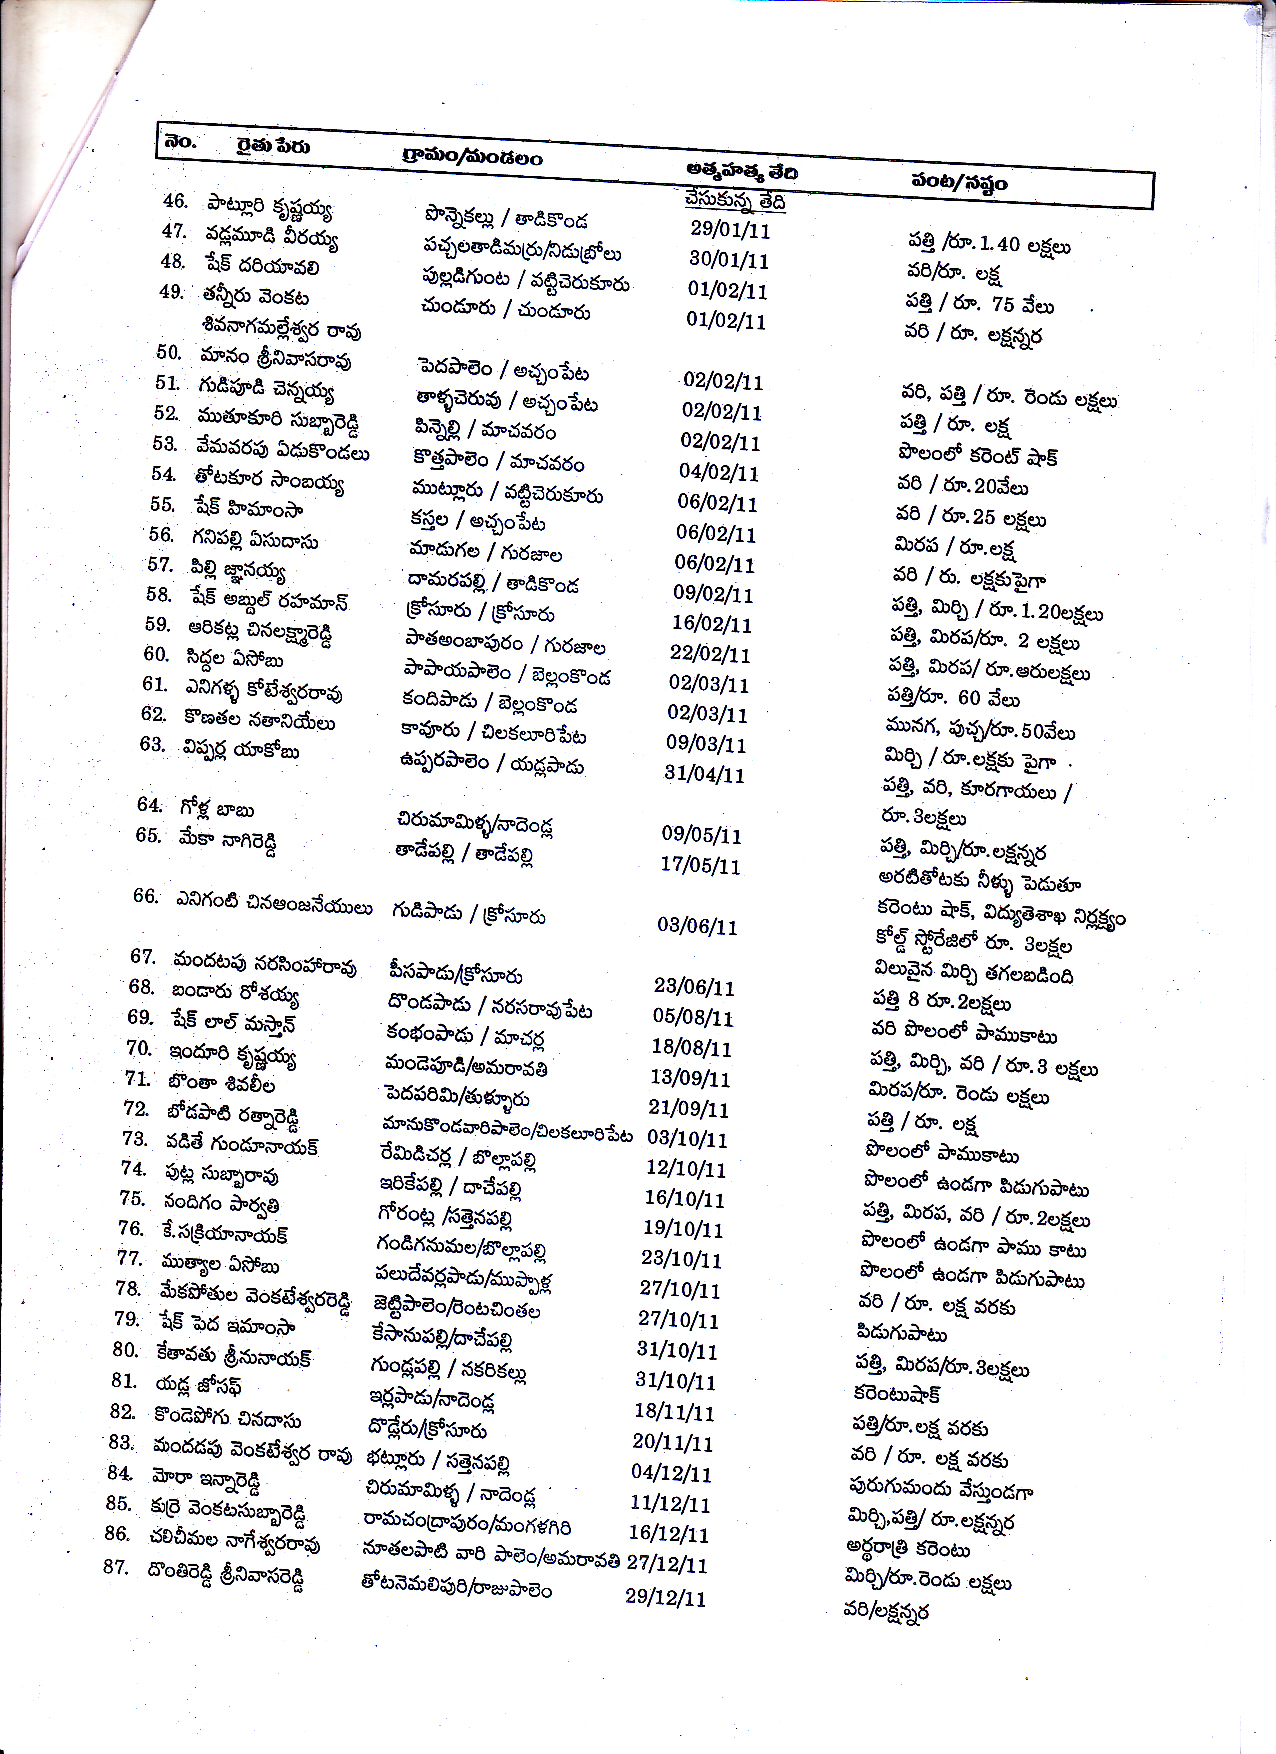 నెం. రైతు పేరు గ్రామం/మండలం అత్మహత్య తేది పంట/నష్టం
చేసుకున్న తేది
46. పాట్లూరి కృష్ణయ్య పొన్నెకల్లు / తాడికొండ 29/01/11 పత్తి /రూ.1.40 లక్షలు
47. వడ్లమూడి వీరయ్య పచ్చలతాడిమర్రు/నిడుబ్రోలు 30/01/11 వరి/రూ. లక్ష
48. షేక్ దరియావలి పుల్లడిగుంట / వట్టిచెరుకూరు 01/02/11 పత్తి / రూ. 75 వేలు
49. తన్నీరు వెంకట చుండూరు / చుండూరు 01/02/11 వరి / రూ. లక్షన్నర
శివనాగమల్లేశ్వర రావు
50. మానం శ్రీనివాసరావు పెదపాలెం / అచ్చంపేట 02/02/11 వరి, పత్తి / రూ. రెండు లక్షలు
51. గుడిపూడి చెన్నయ్య తాళ్ళచెరువు / అచ్చంపేట 02/02/11 పత్తి / రూ. లక్ష
52. ముతూకూరి సుబ్బారెడ్డి పిన్నెల్లి / మాచవరం 02/02/11 పొలంలో కరెంట్ షాక్
53. వేమవరపు ఏడుకొండలు కొత్తపాలెం / మాచవరం 04/02/11 వరి / రూ.20వేలు
54. తోటకూర సాంబయ్య ముట్లూరు / వట్టిచెరుకూరు 06/02/11 వరి / రూ.25 లక్షలు
55. షేక్ హిమాంసా కస్తల / అచ్చంపేట 06/02/11 మిరప / రూ.లక్ష
56. గనిపల్లి ఏసుదాసు మాడుగల / గురజాల 06/02/11 వరి / రు. లక్షకుపైగా
57. పిల్లి జ్ఞానయ్య దామరపల్లి / తాడికొండ 09/02/11 పత్తి, మిర్చి / రూ.1.20లక్షలు
58. షేక్ అబ్దుల్ రహమాన్ క్రోసూరు / క్రోసూరు 16/02/11 పత్తి, మిరప/రూ. 2 లక్షలు
59. ఆరికట్ల చినలక్ష్మారెడ్డి పాతఅంబాపురం / గురజాల 22/02/11 పత్తి, మిరప/ రూ.ఆరులక్షలు
60. సిద్దల ఏసోబు పాపాయపాలెం / బెల్లంకొండ 02/03/11 పత్తి/రూ. 60 వేలు
61. ఎనిగళ్ళ కోటేశ్వరరావు కందిపాడు / బెల్లంకొండ 02/03/11 మునగ, పుచ్చ/రూ.50వేలు
62. కొణతల నతానియేలు కావూరు / చిలకలూరిపేట 09/03/11 మిర్చి / రూ.లక్షకు పైగా
63. విప్పర్ల యాకోబు ఉప్పరపాలెం / యడ్లపాడు 31/04/11 పత్తి, వరి, కూరగాయలు /
రూ.3లక్షలు
64. గోళ్ల బాబు చిరుమామిళ్ళ/నాదెండ్ల 09/05/11 పత్తి, మిర్చి/రూ.లక్షన్నర
65. మేకా నాగిరెడ్డి తాడేపల్లి / తాడేపల్లి 17/05/11 అరటితోటకు నీళ్ళు పెడుతూ
కరెంటు షాక్, విద్యుతెశాఖ నిర్లక్ష్యం
66. ఎనిగంటి చినఆంజనేయులు గుడిపాడు / క్రోసూరు 03/06/11 కోల్డ్ స్టోరేజిలో రూ. 3లక్షల
విలువైన మిర్చి తగలబడింది
67. మందటపు నరసింహారావు పీసపాడు/క్రోసూరు 23/06/11 పత్తి 8 రూ.2లక్షలు
68. బండారు రోశయ్య దొండపాడు / నరసరావుపేట 05/08/11 వరి పొలంలో పాముకాటు
69. షేక్ లాల్ మస్తాన్ కంభంపాడు / మాచర్ల 18/08/11 పత్తి, మిర్చి, వరి / రూ.3 లక్షలు
70. ఇందూరి కృష్ణయ్య మండెపూడి/అమరావతి 13/09/11 మిరప/రూ. రెండు లక్షలు
71. బొంతా శివలీల పెదపరిమి/తుళ్ళూరు 21/09/11 పత్తి / రూ. లక్ష
72. బోడపాటి రత్నారెడ్డి మానుకొండవారిపాలెం/చిలకలూరిపేట 03/10/11 పొలంలో పాముకాటు
73. వడితే గుండూనాయక్ రేమిడిచర్ల / బొల్లాపల్లి 12/10/11 పొలంలో ఉండగా పిడుగుపాటు
74. పుట్ల సుబ్బారావు ఇరికేపల్లి / దాచేపల్లి 16/10/11 పత్తి, మిరప, వరి / రూ.2లక్షలు
75. నందిగం పార్వతి గోరంట్ల /సత్తెనపల్లి 19/10/11 పొలంలో ఉండగా పాము కాటు
76. కే.సక్రియానాయక్ గండిగనుమల/బొల్లాపల్లి 23/10/11 పొలంలో ఉండగా పిడుగుపాటు
77. ముత్యాల ఏసోబు పలుదేవర్లపాడు/ముప్పాళ్ల 27/10/11 వరి / రూ. లక్ష వరకు
78. మేకపోతుల వెంకటేశ్వరరెడ్డి జెట్టిపాలెం/రెంటచింతల 27/10/11 పిడుగుపాటు
79. షేక్ పెద ఇమాంసా కేసానుపల్లి/దాచేపల్లి 31/10/11 పత్తి, మిరప/రూ.3లక్షలు
80. కేతావతు శ్రీనునాయక్ గుండ్లపల్లి / నకరికల్లు 31/10/11 కరెంటుషాక్
81. యడ్ల జోసఫ్ ఇర్లపాడు/నాదెండ్ల 18/11/11 పత్తి/రూ.లక్ష వరకు
82. కొండెపోగు చినదాసు దొడ్లేరు/క్రోసూరు 20/11/11 వరి / రూ. లక్ష వరకు
83. మందడపు వెంకటేశ్వర రావు భట్లూరు / సత్తెనపల్లి 04/12/11 పురుగుమందు వేస్తుండగా
84. మోరా ఇన్నారెడ్డి చిరుమామిళ్ళ / నాదెండ్ల 11/12/11 మిర్చి,పత్తి/ రూ.లక్షన్నర
85. కుర్రె వెంకటసుబ్బారెడ్డి రామచంద్రాపురం/మంగళగిరి 16/12/11 అర్థరాత్రి కరెంటు
86. చలిచీమల నాగేశ్వరరావు నూతలపాటి వారి పాలెం/అమరావతి 27/12/11 మిర్చి/రూ.రెండు లక్షలు
87. దొంతిరెడ్డి శ్రీనివాసరెడ్డి తోటనెమలిపురి/రాజుపాలెం 29/12/11 వరి/లక్షన్నర